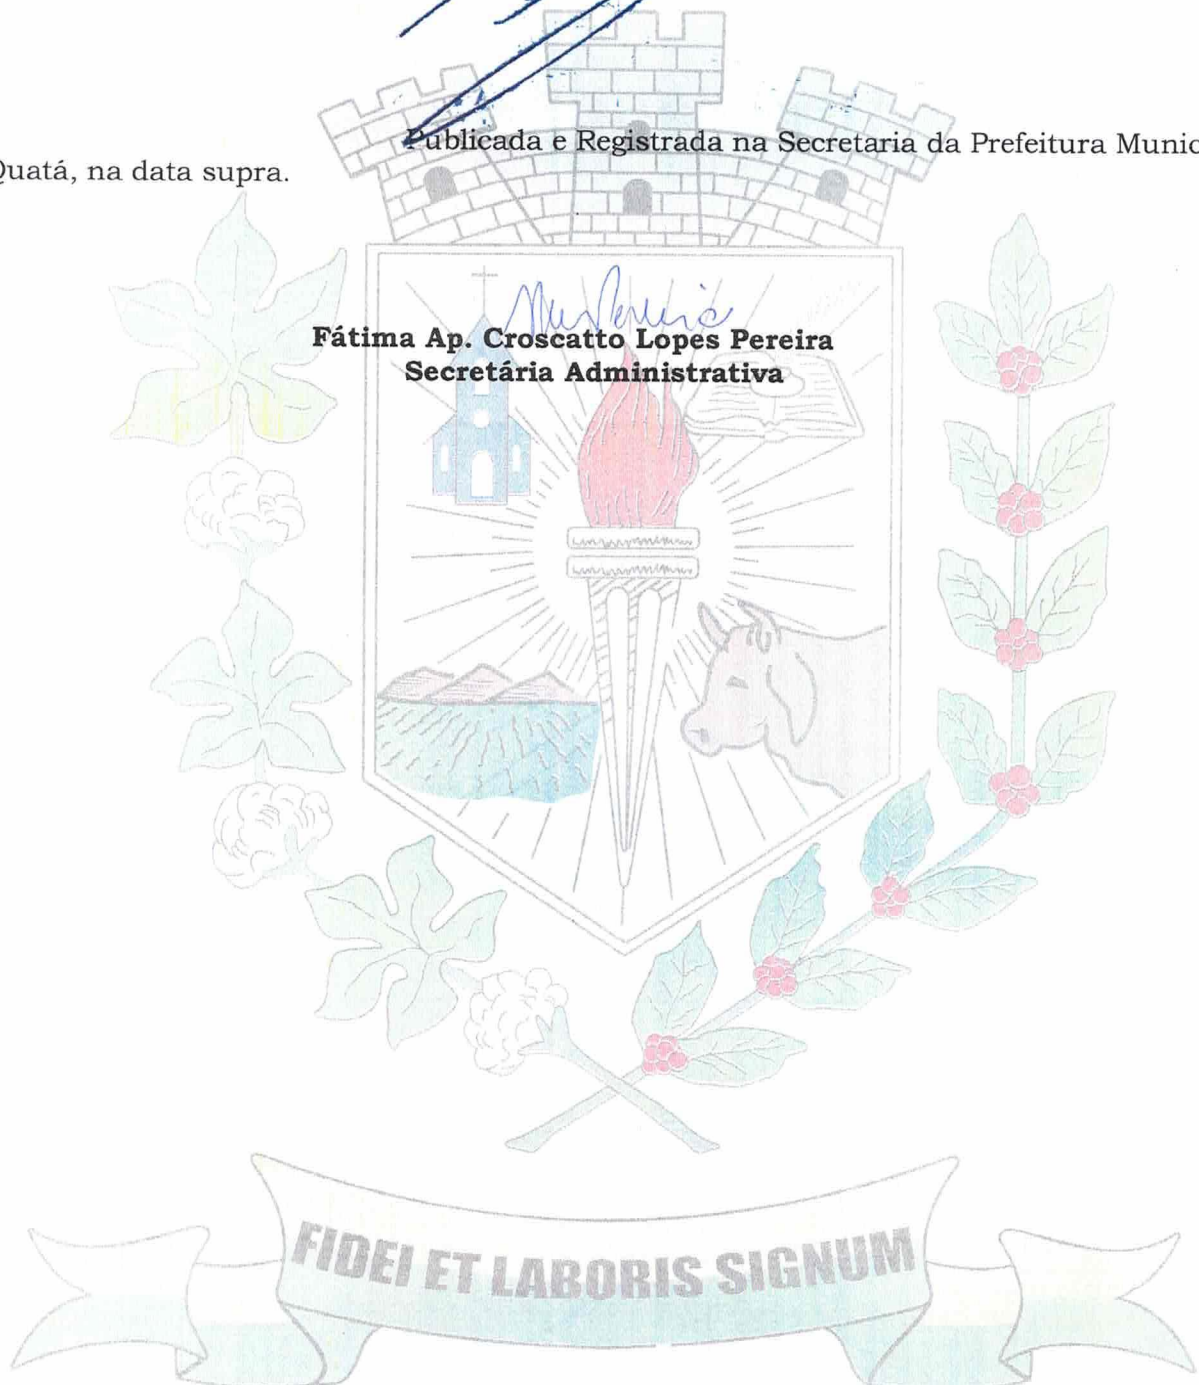 Publicada e Registrada na Secretaria da Prefeitura Munic
Quatá, na data supra.
Fátima Ap. Croscatto Lopes Pereira
Secretária Administrativa
FIDEI ET LABORIS SIGNUM